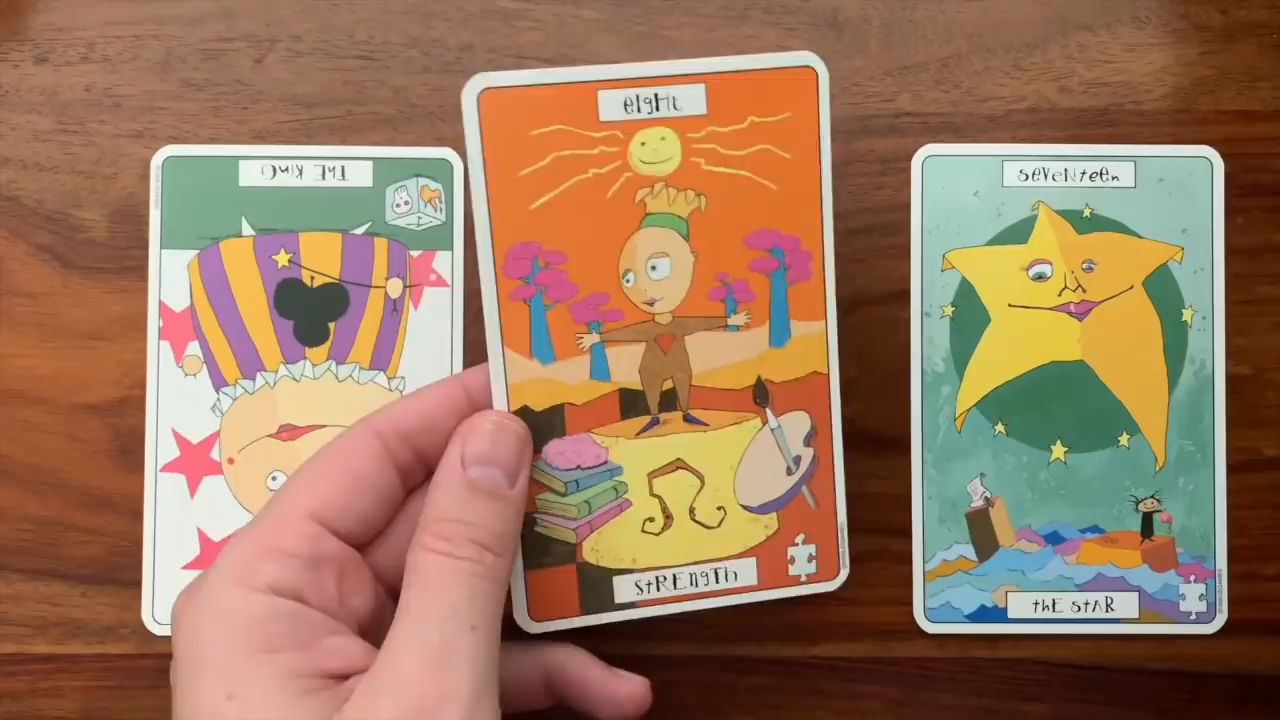 THE KING
eIgHt
stRENgTh
seVeNteen
thE stAR